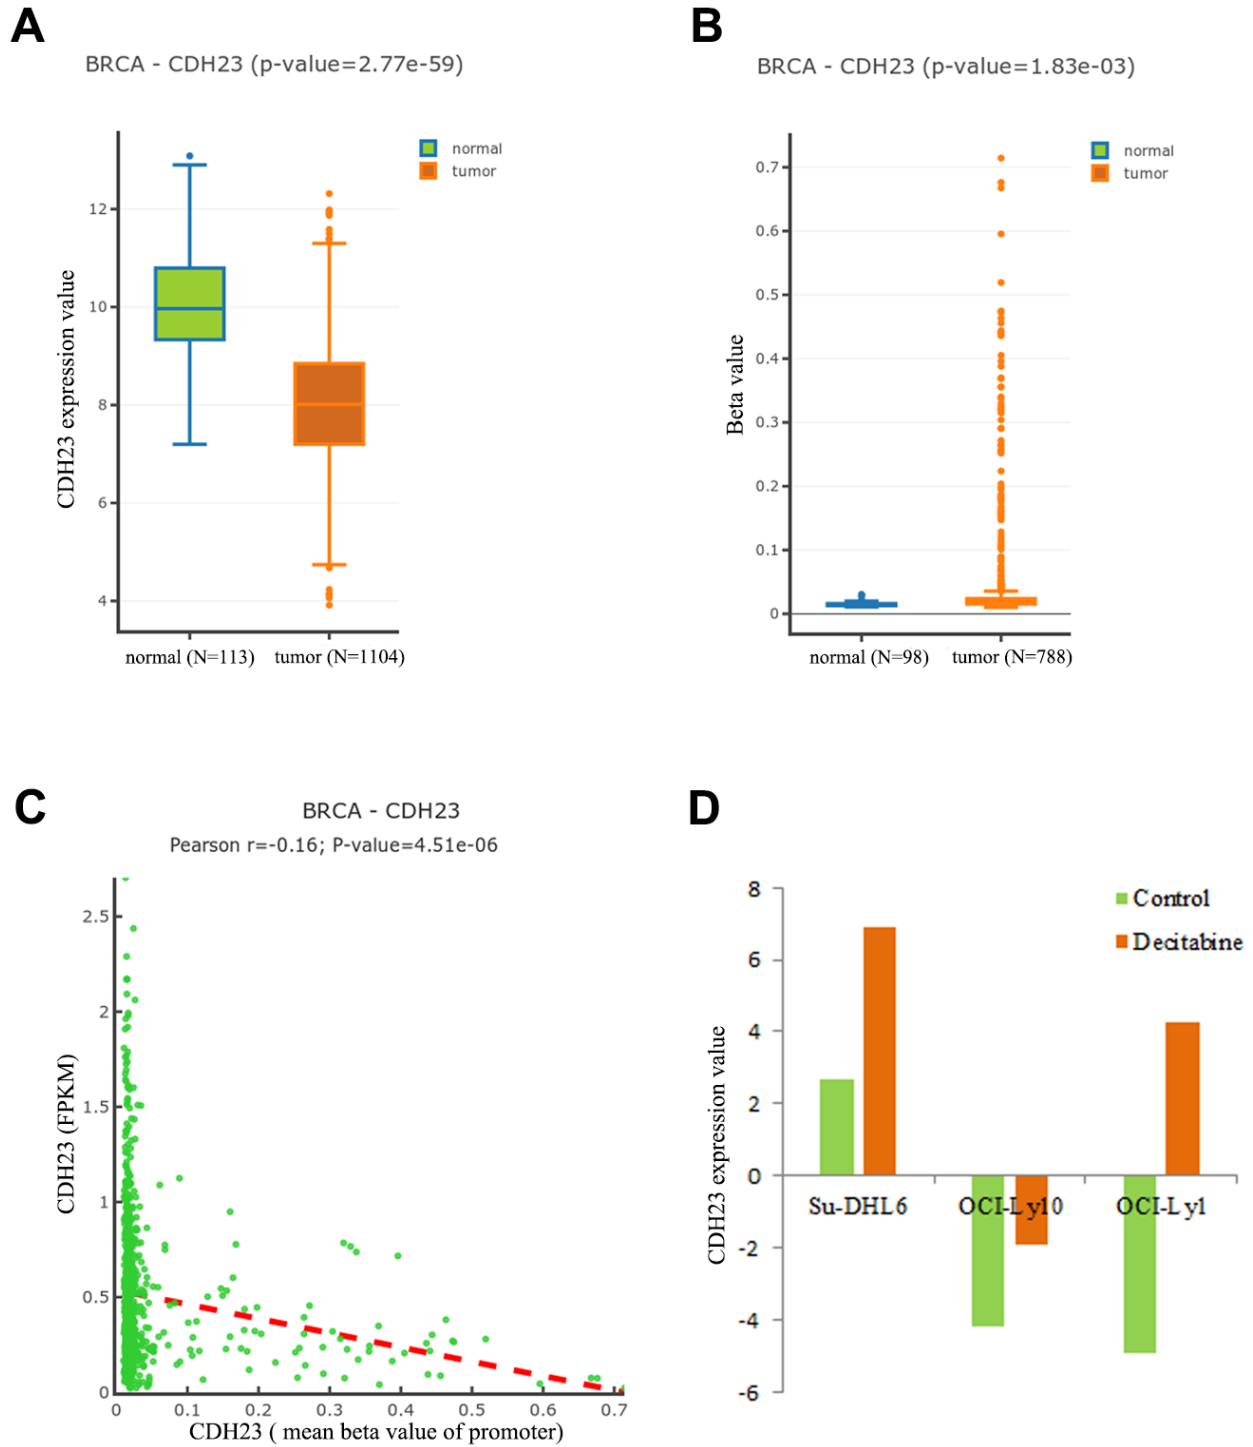 A
BRCA - CDH23 (p-value=2.77e-59)
normal
tumor
12
10
8
6
4
CDH23 expression value
normal (N=113)
tumor (N=1104)
B
BRCA - CDH23 (p-value=1.83e-03)
normal
tumor
0.7
0.6
0.5
0.4
0.3
0.2
0.1
0
Beta value
normal (N=98)
tumor (N=788)
C
BRCA - CDH23
Pearson r=-0.16; P-value=4.51e-06
2.5
2
1.5
1
0.5
0
CDH23 (FPKM)
0 0.1 0.2 0.3 0.4 0.5 0.6 0.7
CDH23 ( mean beta value of promoter)
D
Control
Decitabine
8
6
4
2
0
-2
-4
-6
CDH23 expression value
Su-DHL6
OCI-Ly10
OCI-Ly1